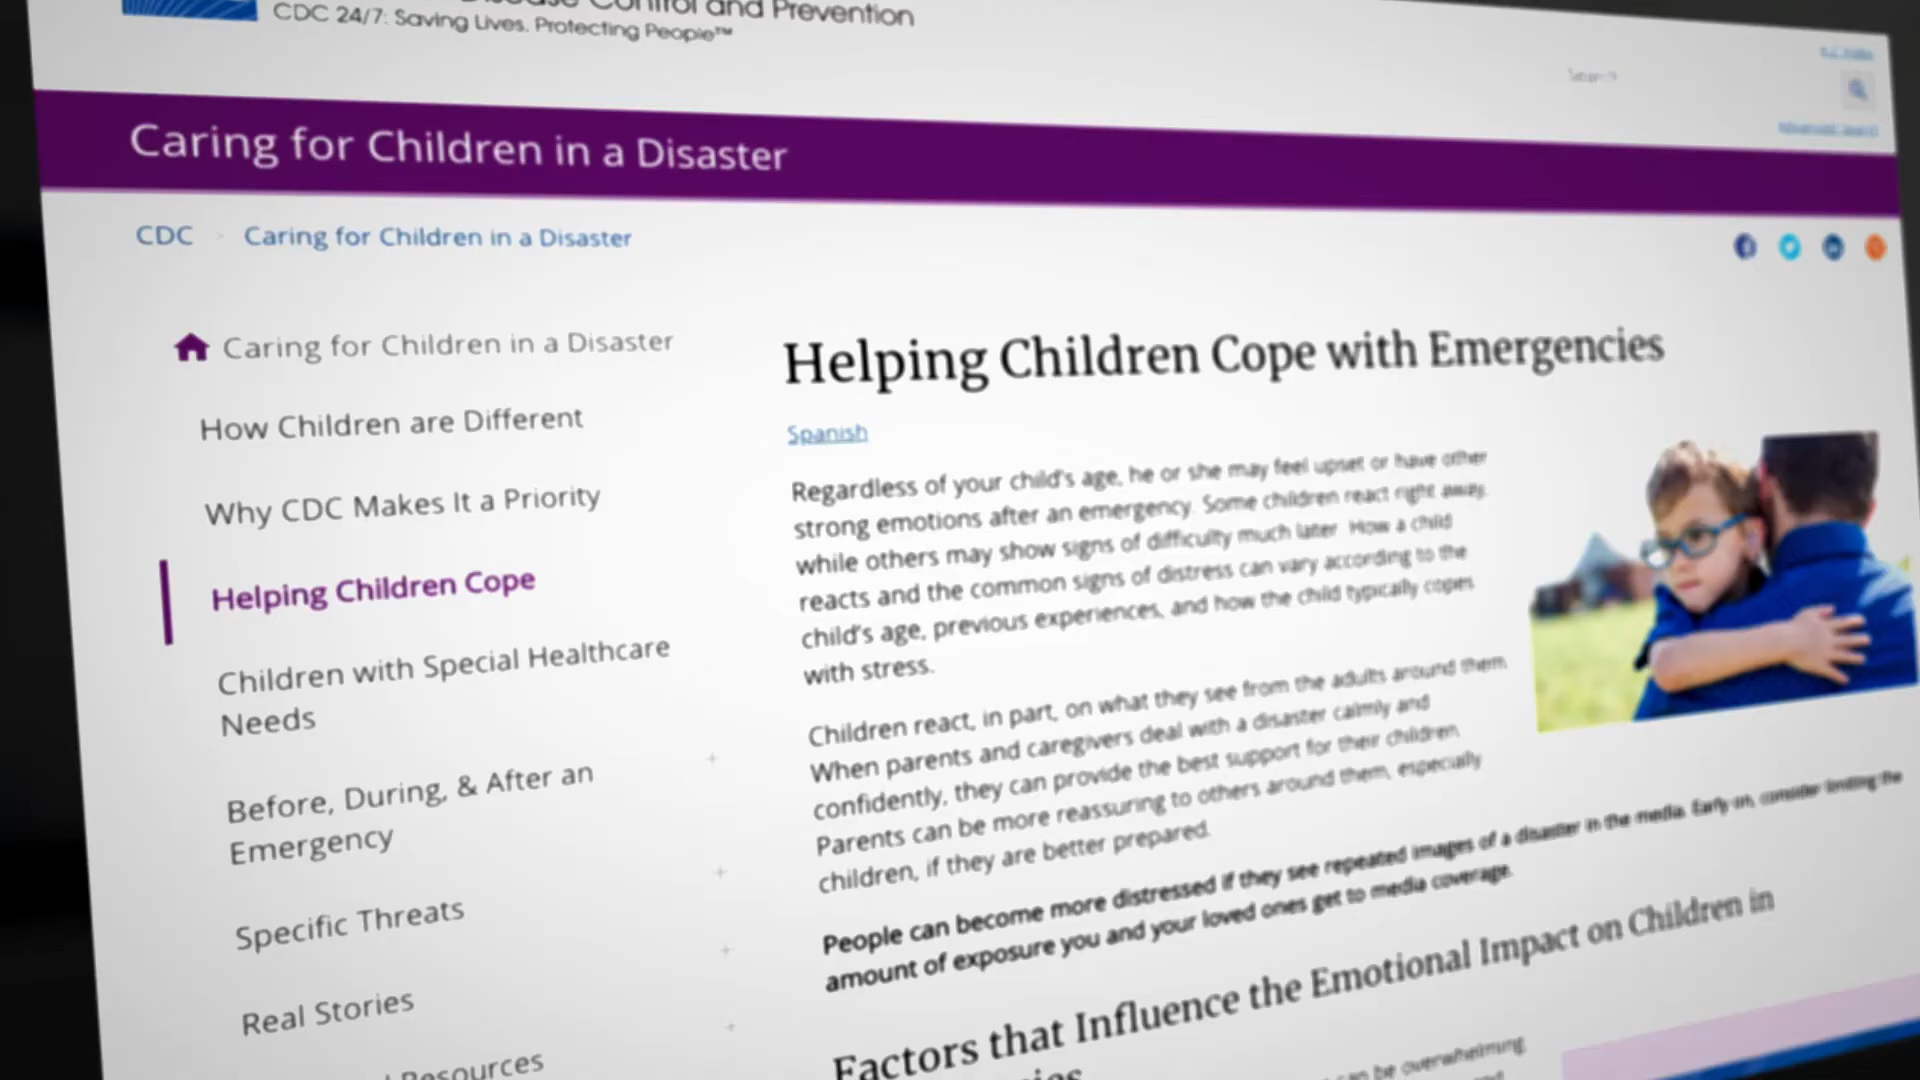 Control and Prevention
CDC 24/7: Saving Lives. Protecting People™
Search
Caring for Children in a Disaster
CDC
Caring for Children in a Disaster
Caring for Children in a Disaster
How Children are Different
Why CDC Makes It a Priority
Helping Children Cope
Children with Special Healthcare
Needs
Before, During, & After an
Emergency
Specific Threats
Real Stories
Resources
Helping Children Cope with Emergencies
Spanish
Regardless of your child's age, he or she may feel upset or have other
strong emotions after an emergency. Some children react right away,
while others may show signs of difficulty much later. How a child
reacts and the common signs of distress can vary according to the
child's age, previous experiences, and how the child typically copes
with stress.
Children react, in part, on what they see from the adults around them.
When parents and caregivers deal with a disaster calmly and
confidently, they can provide the best support for their children.
Parents can be more reassuring to others around them, especially
children, if they are better prepared.
People can become more distressed if they see repeated images of a disaster in the media. Early on, consider limiting the
amount of exposure you and your loved ones get to media coverage.
Factors that Influence the Emotional Impact on Children in
can be overwhelming